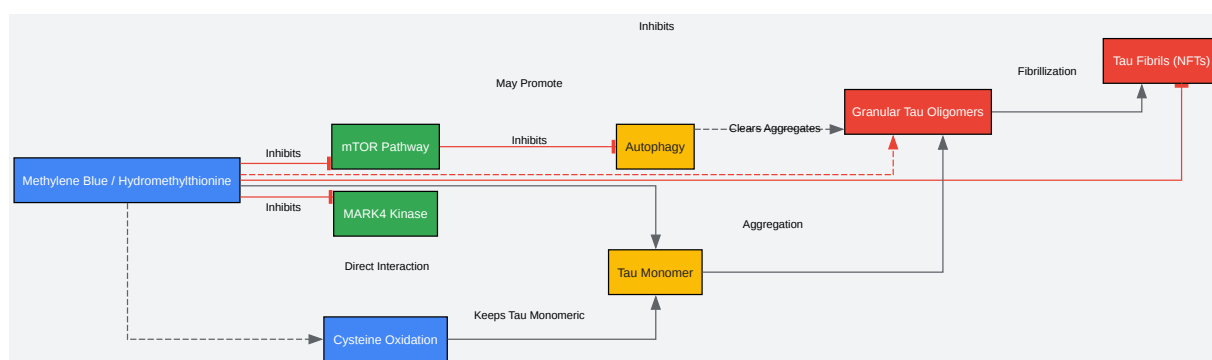 Inhibits
Tau Fibrils (NFTs)
Fibrillization
May Promote
Granular Tau Oligomers
Clears Aggregates
mTOR Pathway
Inhibits
Autophagy
Inhibits
Methylene Blue / Hydromethylthionine
Inhibits
MARK4 Kinase
Aggregation
Direct Interaction
Tau Monomer
Keeps Tau Monomeric
Cysteine Oxidation